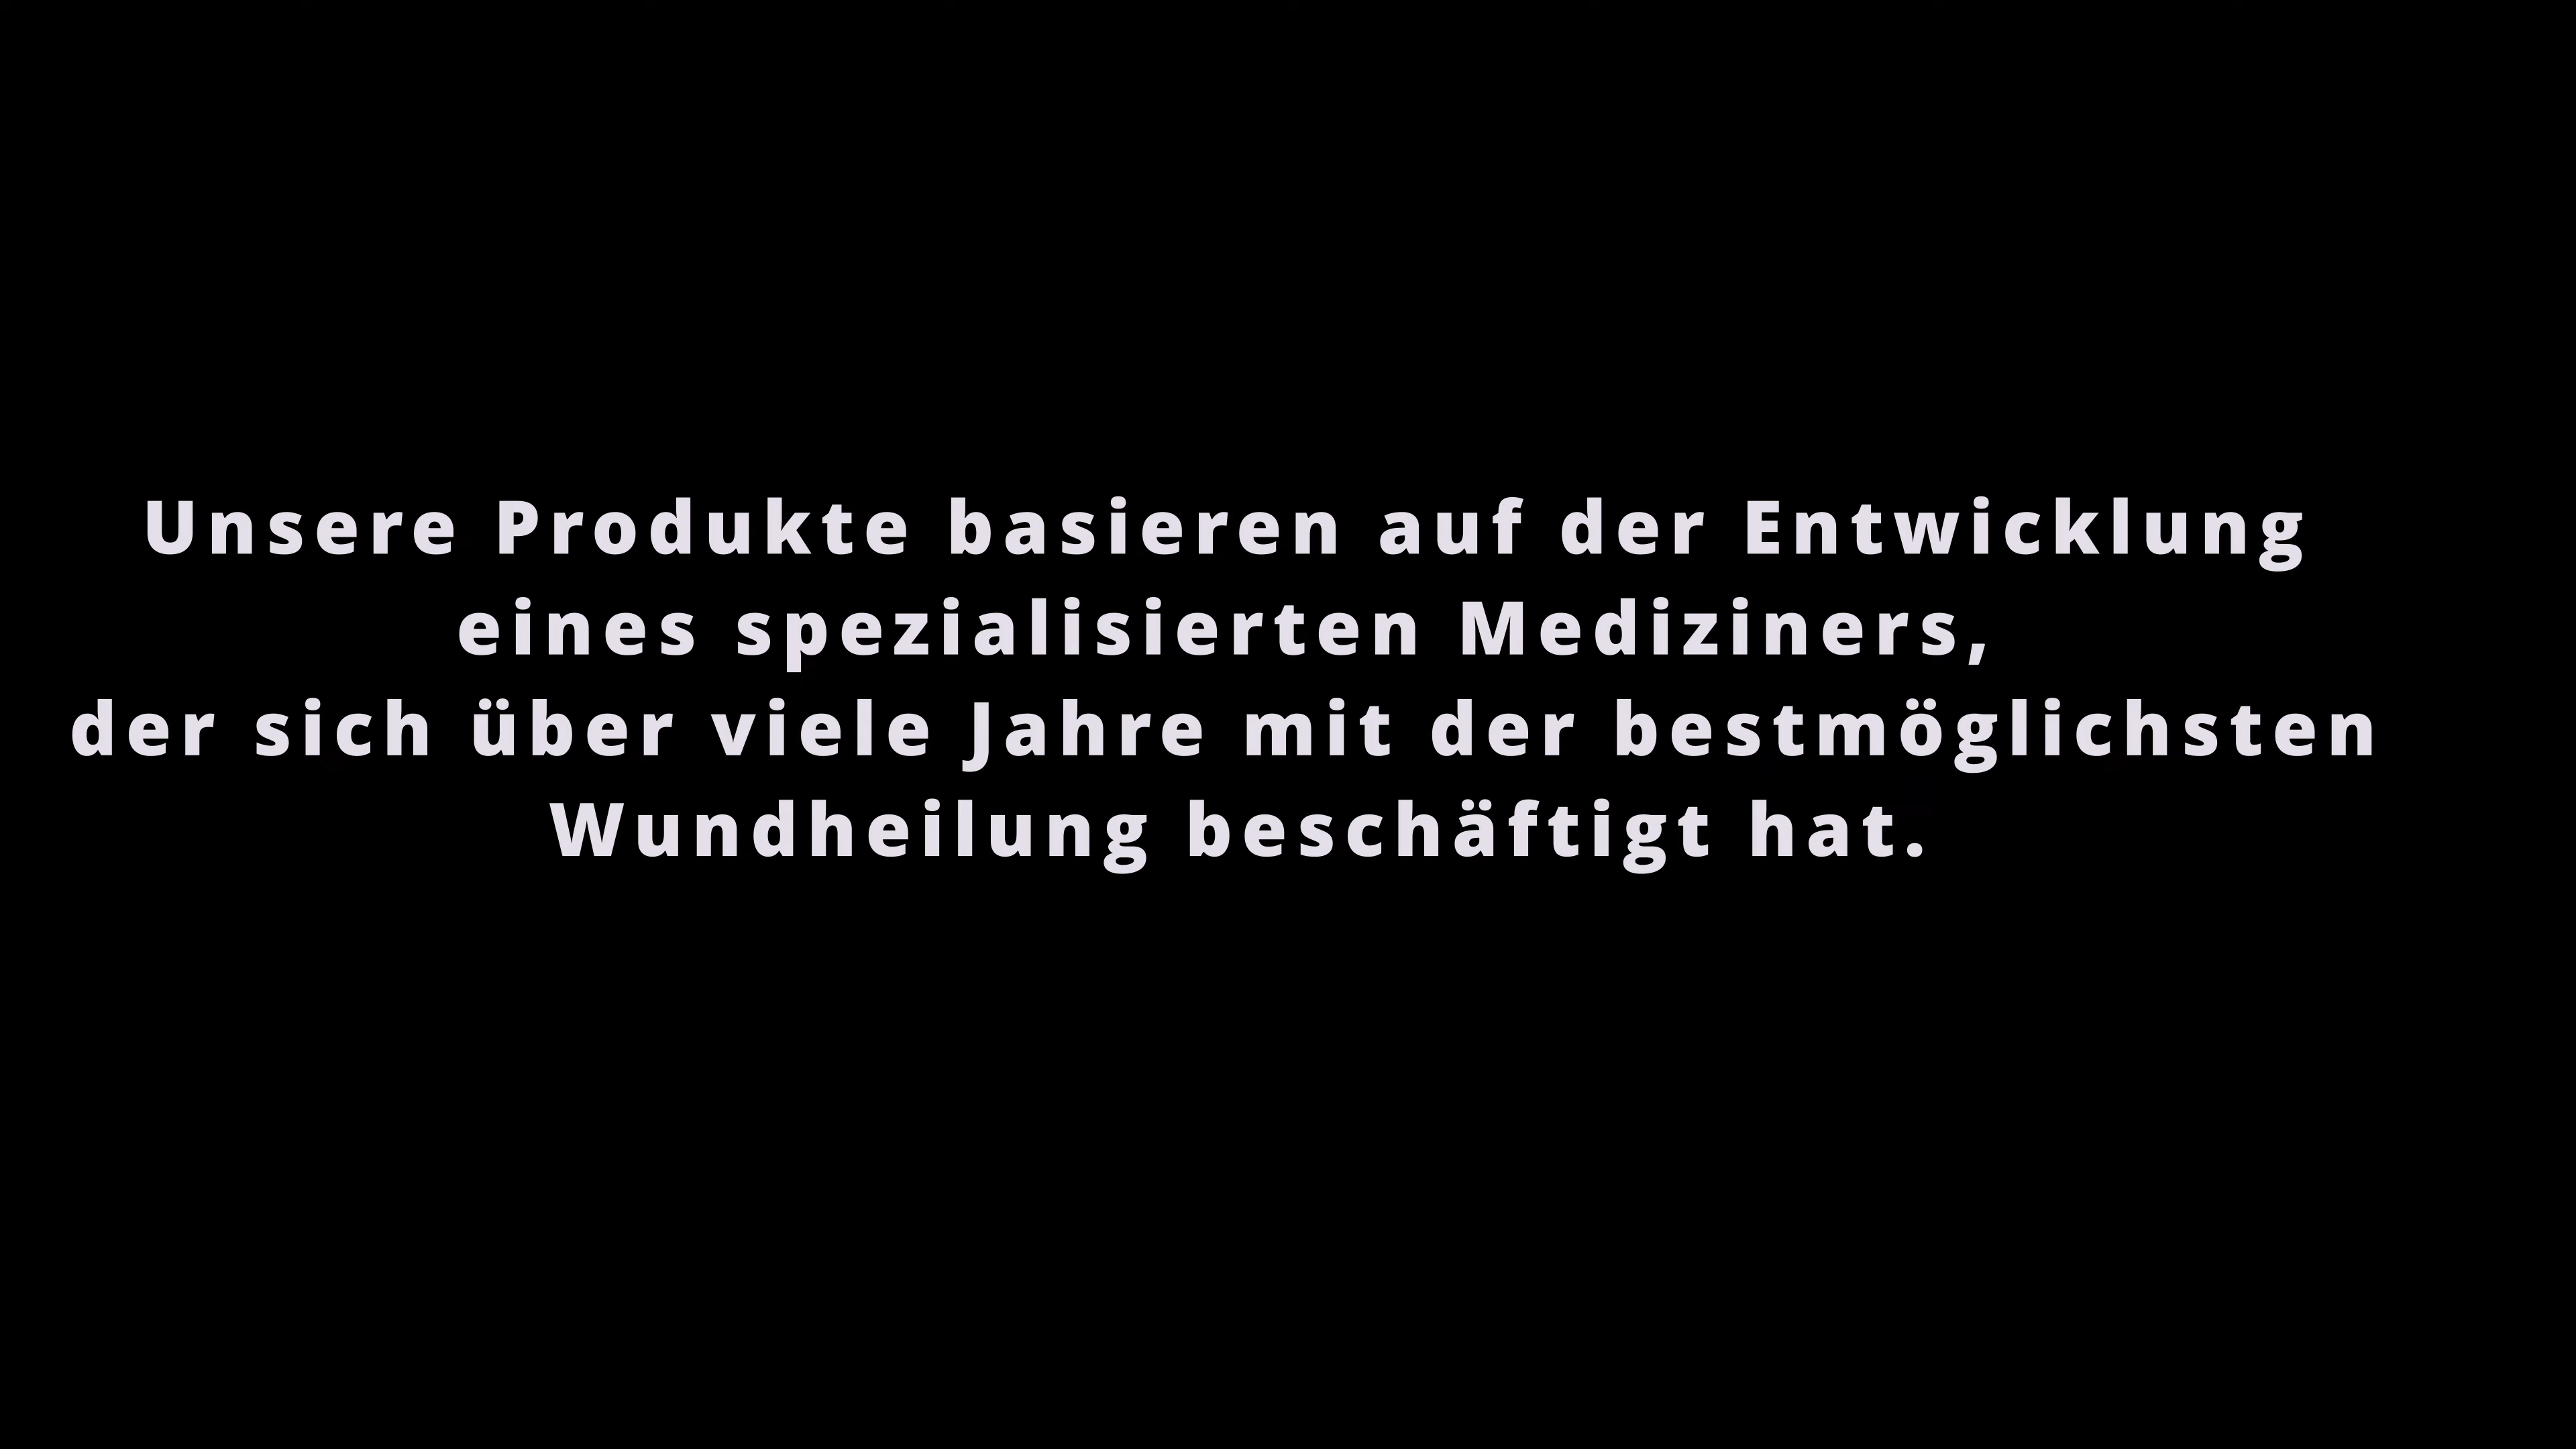 Unsere Produkte basieren auf der Entwicklung
eines spezialisierten Mediziners,
der sich über viele Jahre mit der bestmöglichsten
Wundheilung beschäftigt hat.